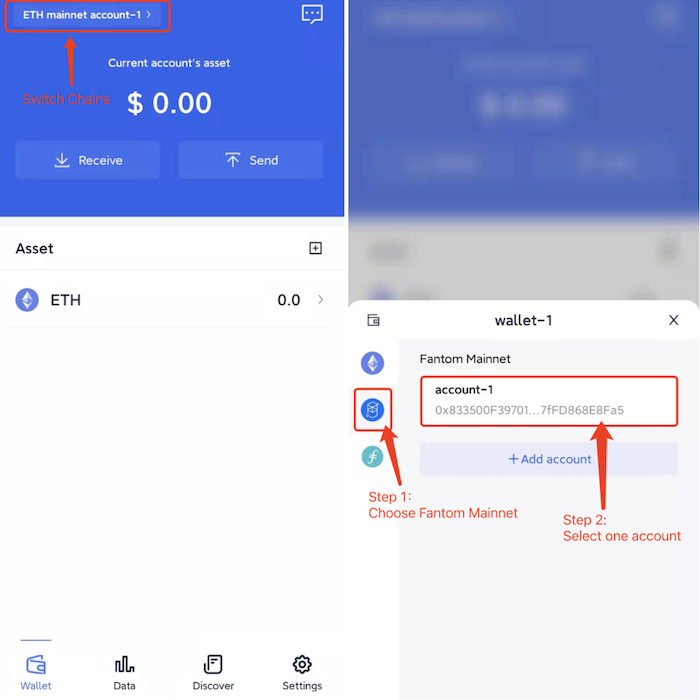 ETH mainnet account-1
Switch Chains
Current account's asset
$ 0.00
Receive
Send
Asset
ETH
0.0
Wallet
Data
Discover
Settings
wallet-1
Fantom Mainnet
account-1
0x833500F39701...7fFD868E8Fa5
+Add account
Step 1:
Choose Fantom Mainnet
Step 2:
Select one account